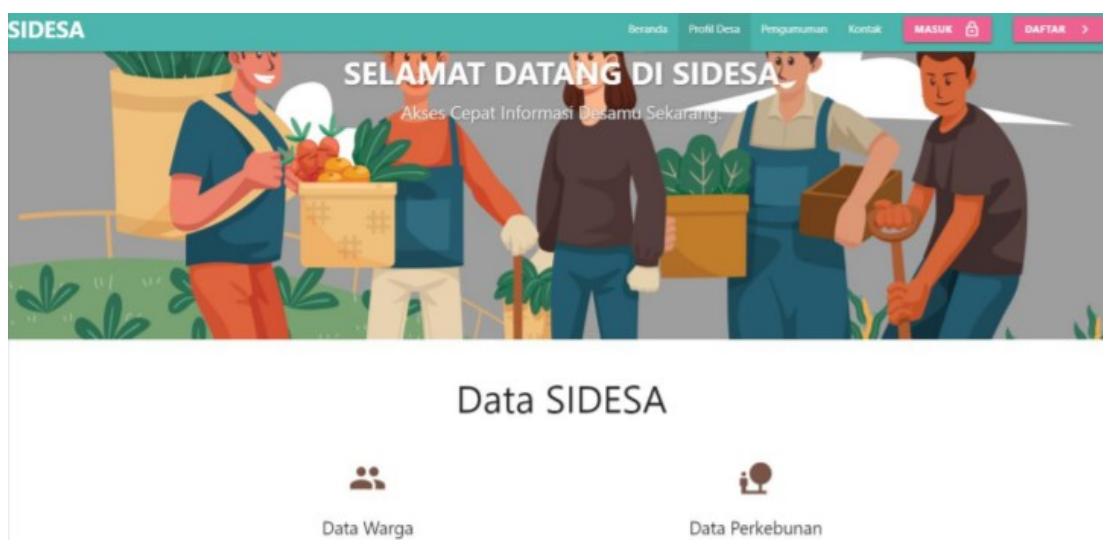 SIDESA Beranda Profil Desa Pengumuman Kontak MASUK DAFTAR
SELAMAT DATANG DI SIDESA
Akses Cepat Informasi Desamu Sekarang.
Data SIDESA
Data Warga Data Perkebunan